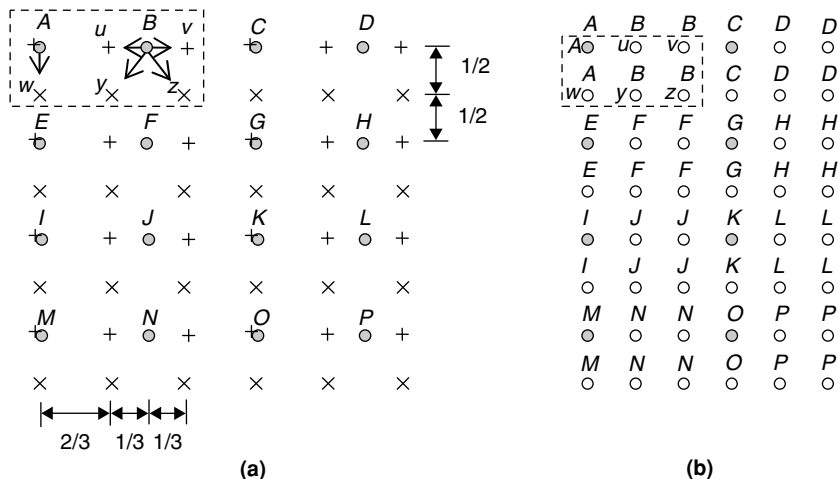 A B C D
u v
w y z
1/2
1/2
E F G H
I J K L
M N O P
2/3 1/3 1/3
(a)
A B B C D D
A u v
A B B C D D
w y z
E F F G H H
E F F G H H
I J J K L L
I J J K L L
M N N O P P
M N N O P P
(b)